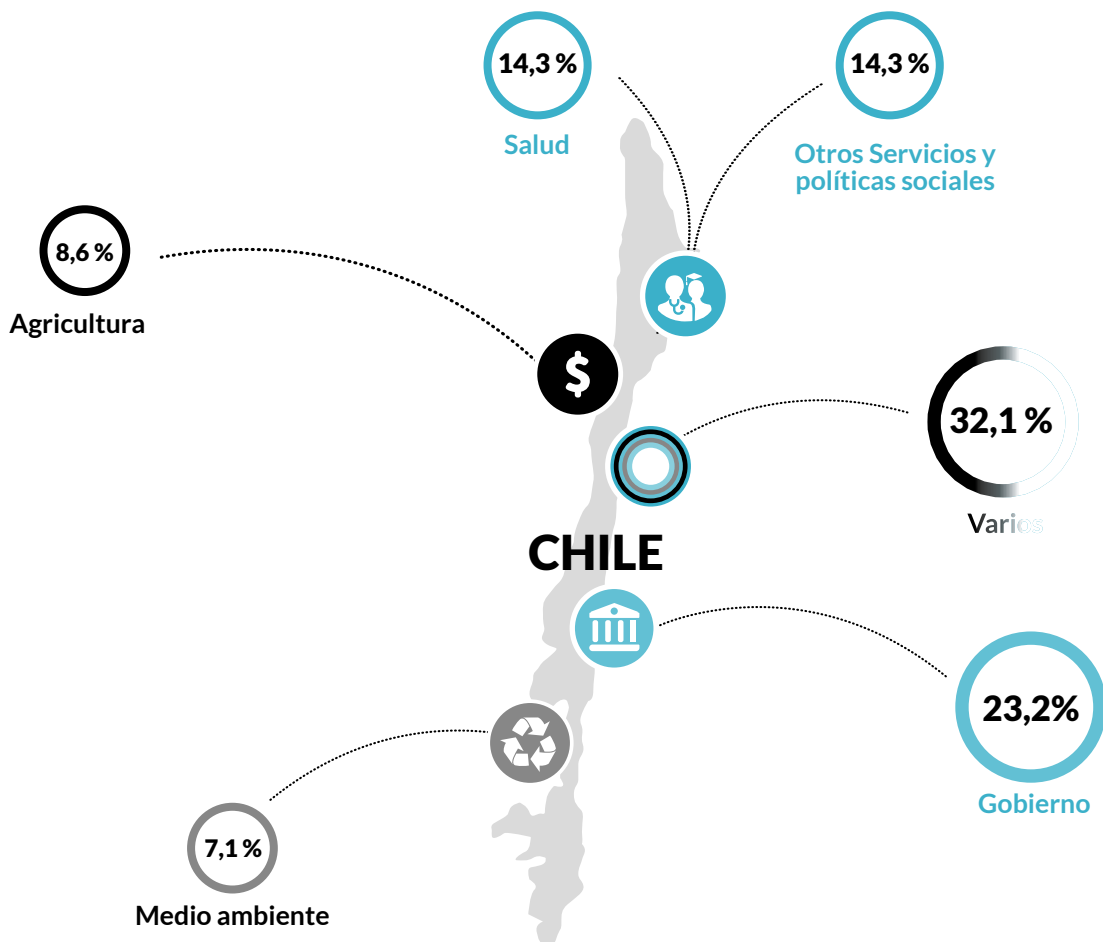 14,3 %
Salud
14,3 %
Otros Servicios y
políticas sociales
8,6 %
Agricultura
$
32,1 %
Varios
CHILE
23,2%
Gobierno
7,1 %
Medio ambiente